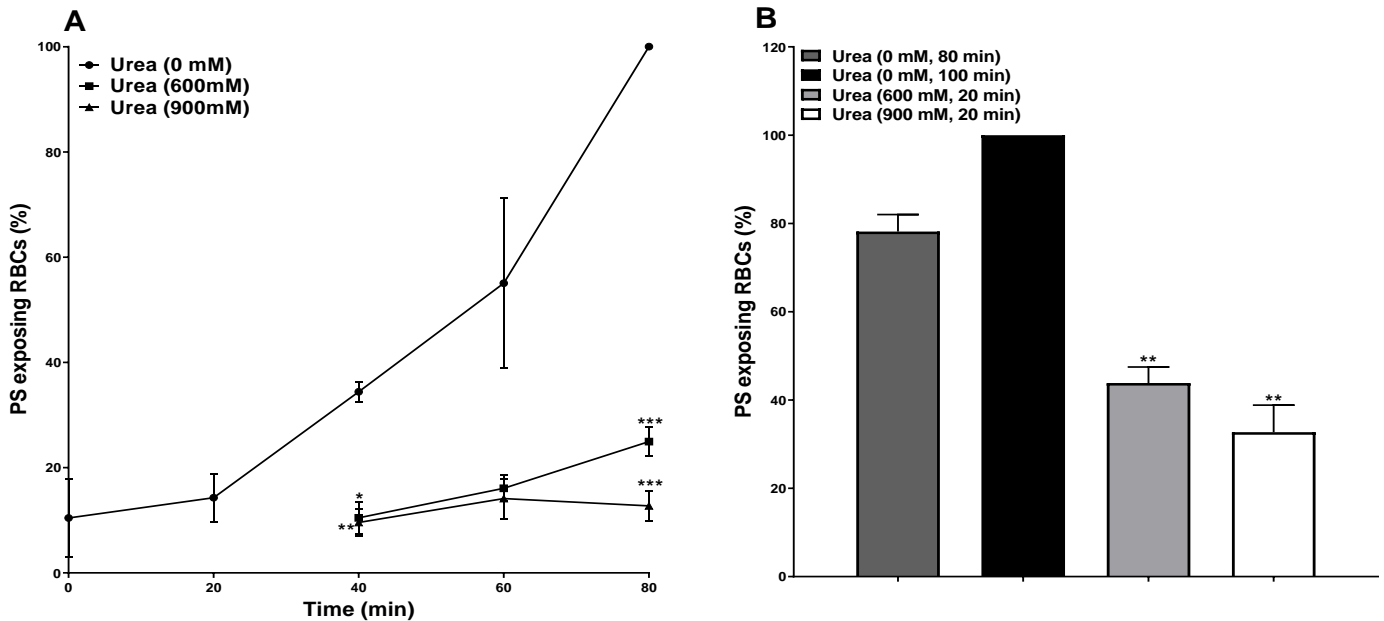 A
PS exposing RBCs (%)
100
80
60
40
20
0
Urea (0 mM)
Urea (600mM)
Urea (900mM)
*
**
***
***
0 20 40 60 80
Time (min)
B
PS exposing RBCs (%)
120
100
80
60
40
20
0
Urea (0 mM, 80 min)
Urea (0 mM, 100 min)
Urea (600 mM, 20 min)
Urea (900 mM, 20 min)
**
**